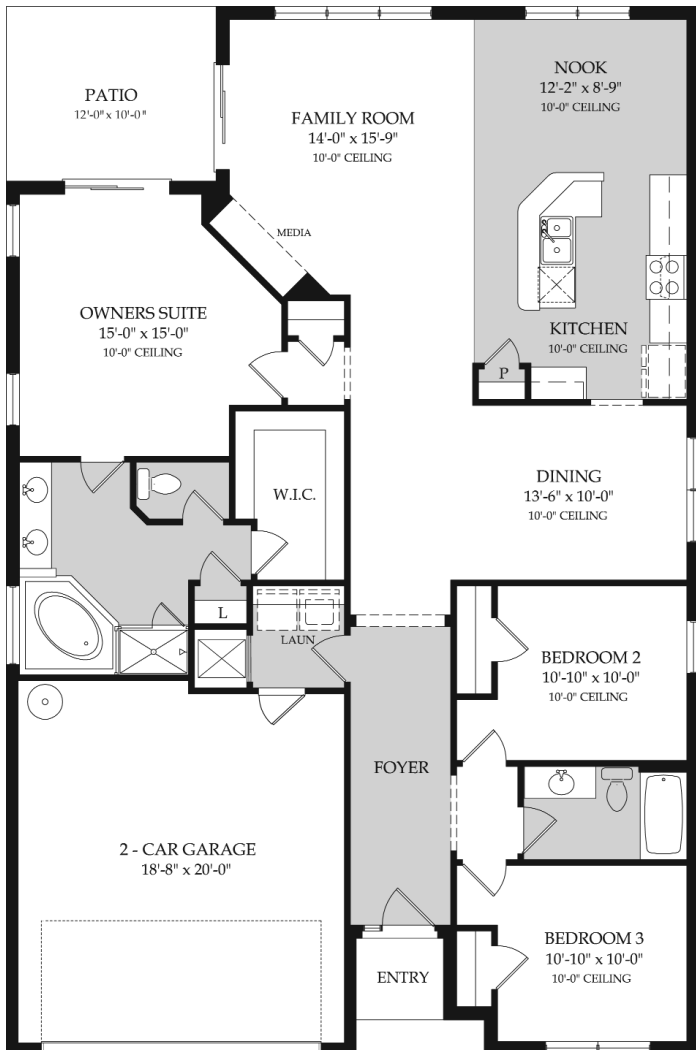 NOOK
12'-2" x 8'-9"
10'-0" CEILING
PATIO
12'-0" x 10'-0"
FAMILY ROOM
14'-0" x 15'-9"
10'-0" CEILING
MEDIA
OWNERS SUITE
15'-0" x 15'-0"
10'-0" CEILING
KITCHEN
10'-0" CEILING
P
W.I.C.
DINING
13'-6" x 10'-0"
10'-0" CEILING
L
LAUN
BEDROOM 2
10'-10" x 10'-0"
10'-0" CEILING
FOYER
2 - CAR GARAGE
18'-8" x 20'-0"
BEDROOM 3
10'-10" x 10'-0"
10'-0" CEILING
ENTRY